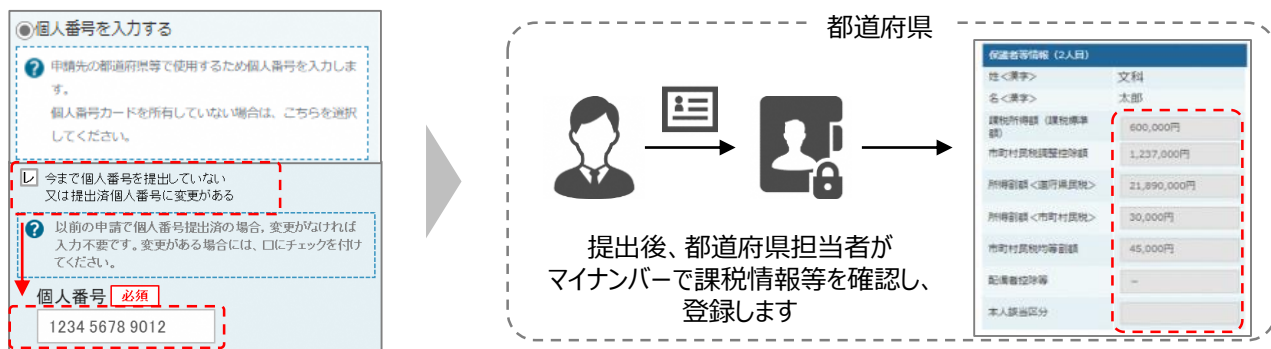 個人番号を入力する
申請先の都道府県等で使用するため個人番号を入力しま
す。
個人番号カードを所有していない場合は、こちらを選択
してください。
レ 今まで個人番号を提出していない
又は提出済個人番号に変更がある
以前の申請で個人番号提出済の場合，変更がなければ
入力不要です。変更がある場合には、口にチェックを付け
てください。
個人番号 必須
1234 5678 9012
都道府県
提出後、都道府県担当者が
マイナンバーで課税情報等を確認し、
登録します
保護者等情報（2人目）
姓<漢字> 文科
名<漢字> 太郎
課税所得額（課税標準
額） 600,000円
市町村民税調整控除額 1,237,000円
所得割額<道府県民税> 21,890,000円
所得割額<市町村民税> 30,000円
市町村民税均等割額 45,000円
配偶者控除等 －
本人該当区分